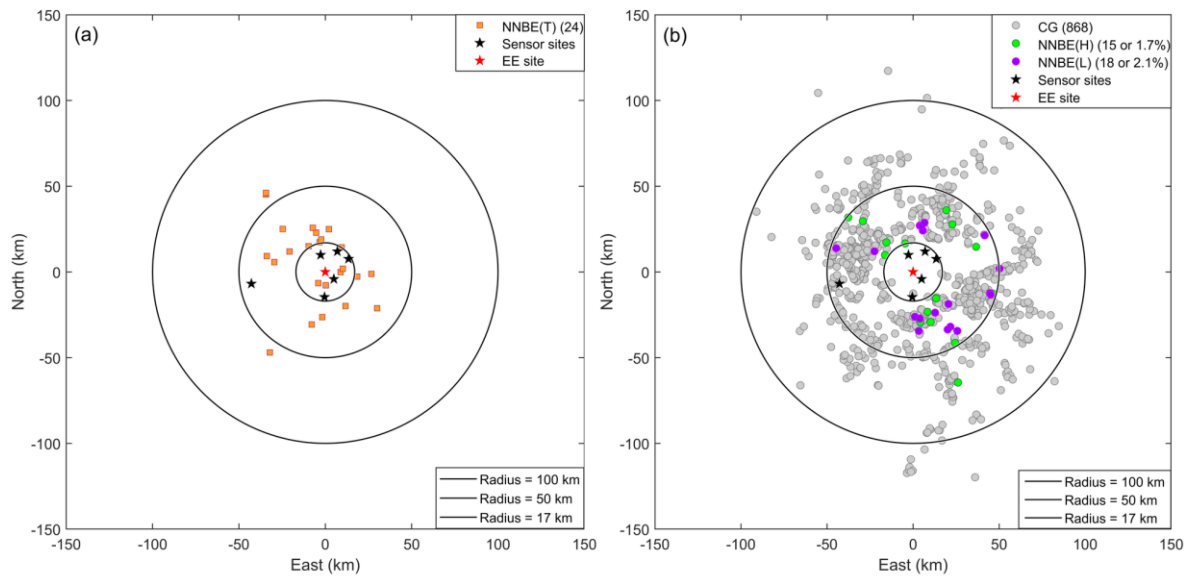 (a)
NNBE(T) (24)
Sensor sites
EE site
150
100
50
0
-50
-100
-150
North (km)
Radius = 100 km
Radius = 50 km
Radius = 17 km
-150
-100
-50
0
50
100
150
East (km)
(b)
CG (868)
NNBE(H) (15 or 1.7%)
NNBE(L) (18 or 2.1%)
Sensor sites
EE site
150
100
50
0
-50
-100
-150
North (km)
Radius = 100 km
Radius = 50 km
Radius = 17 km
-150
-100
-50
0
50
100
150
East (km)